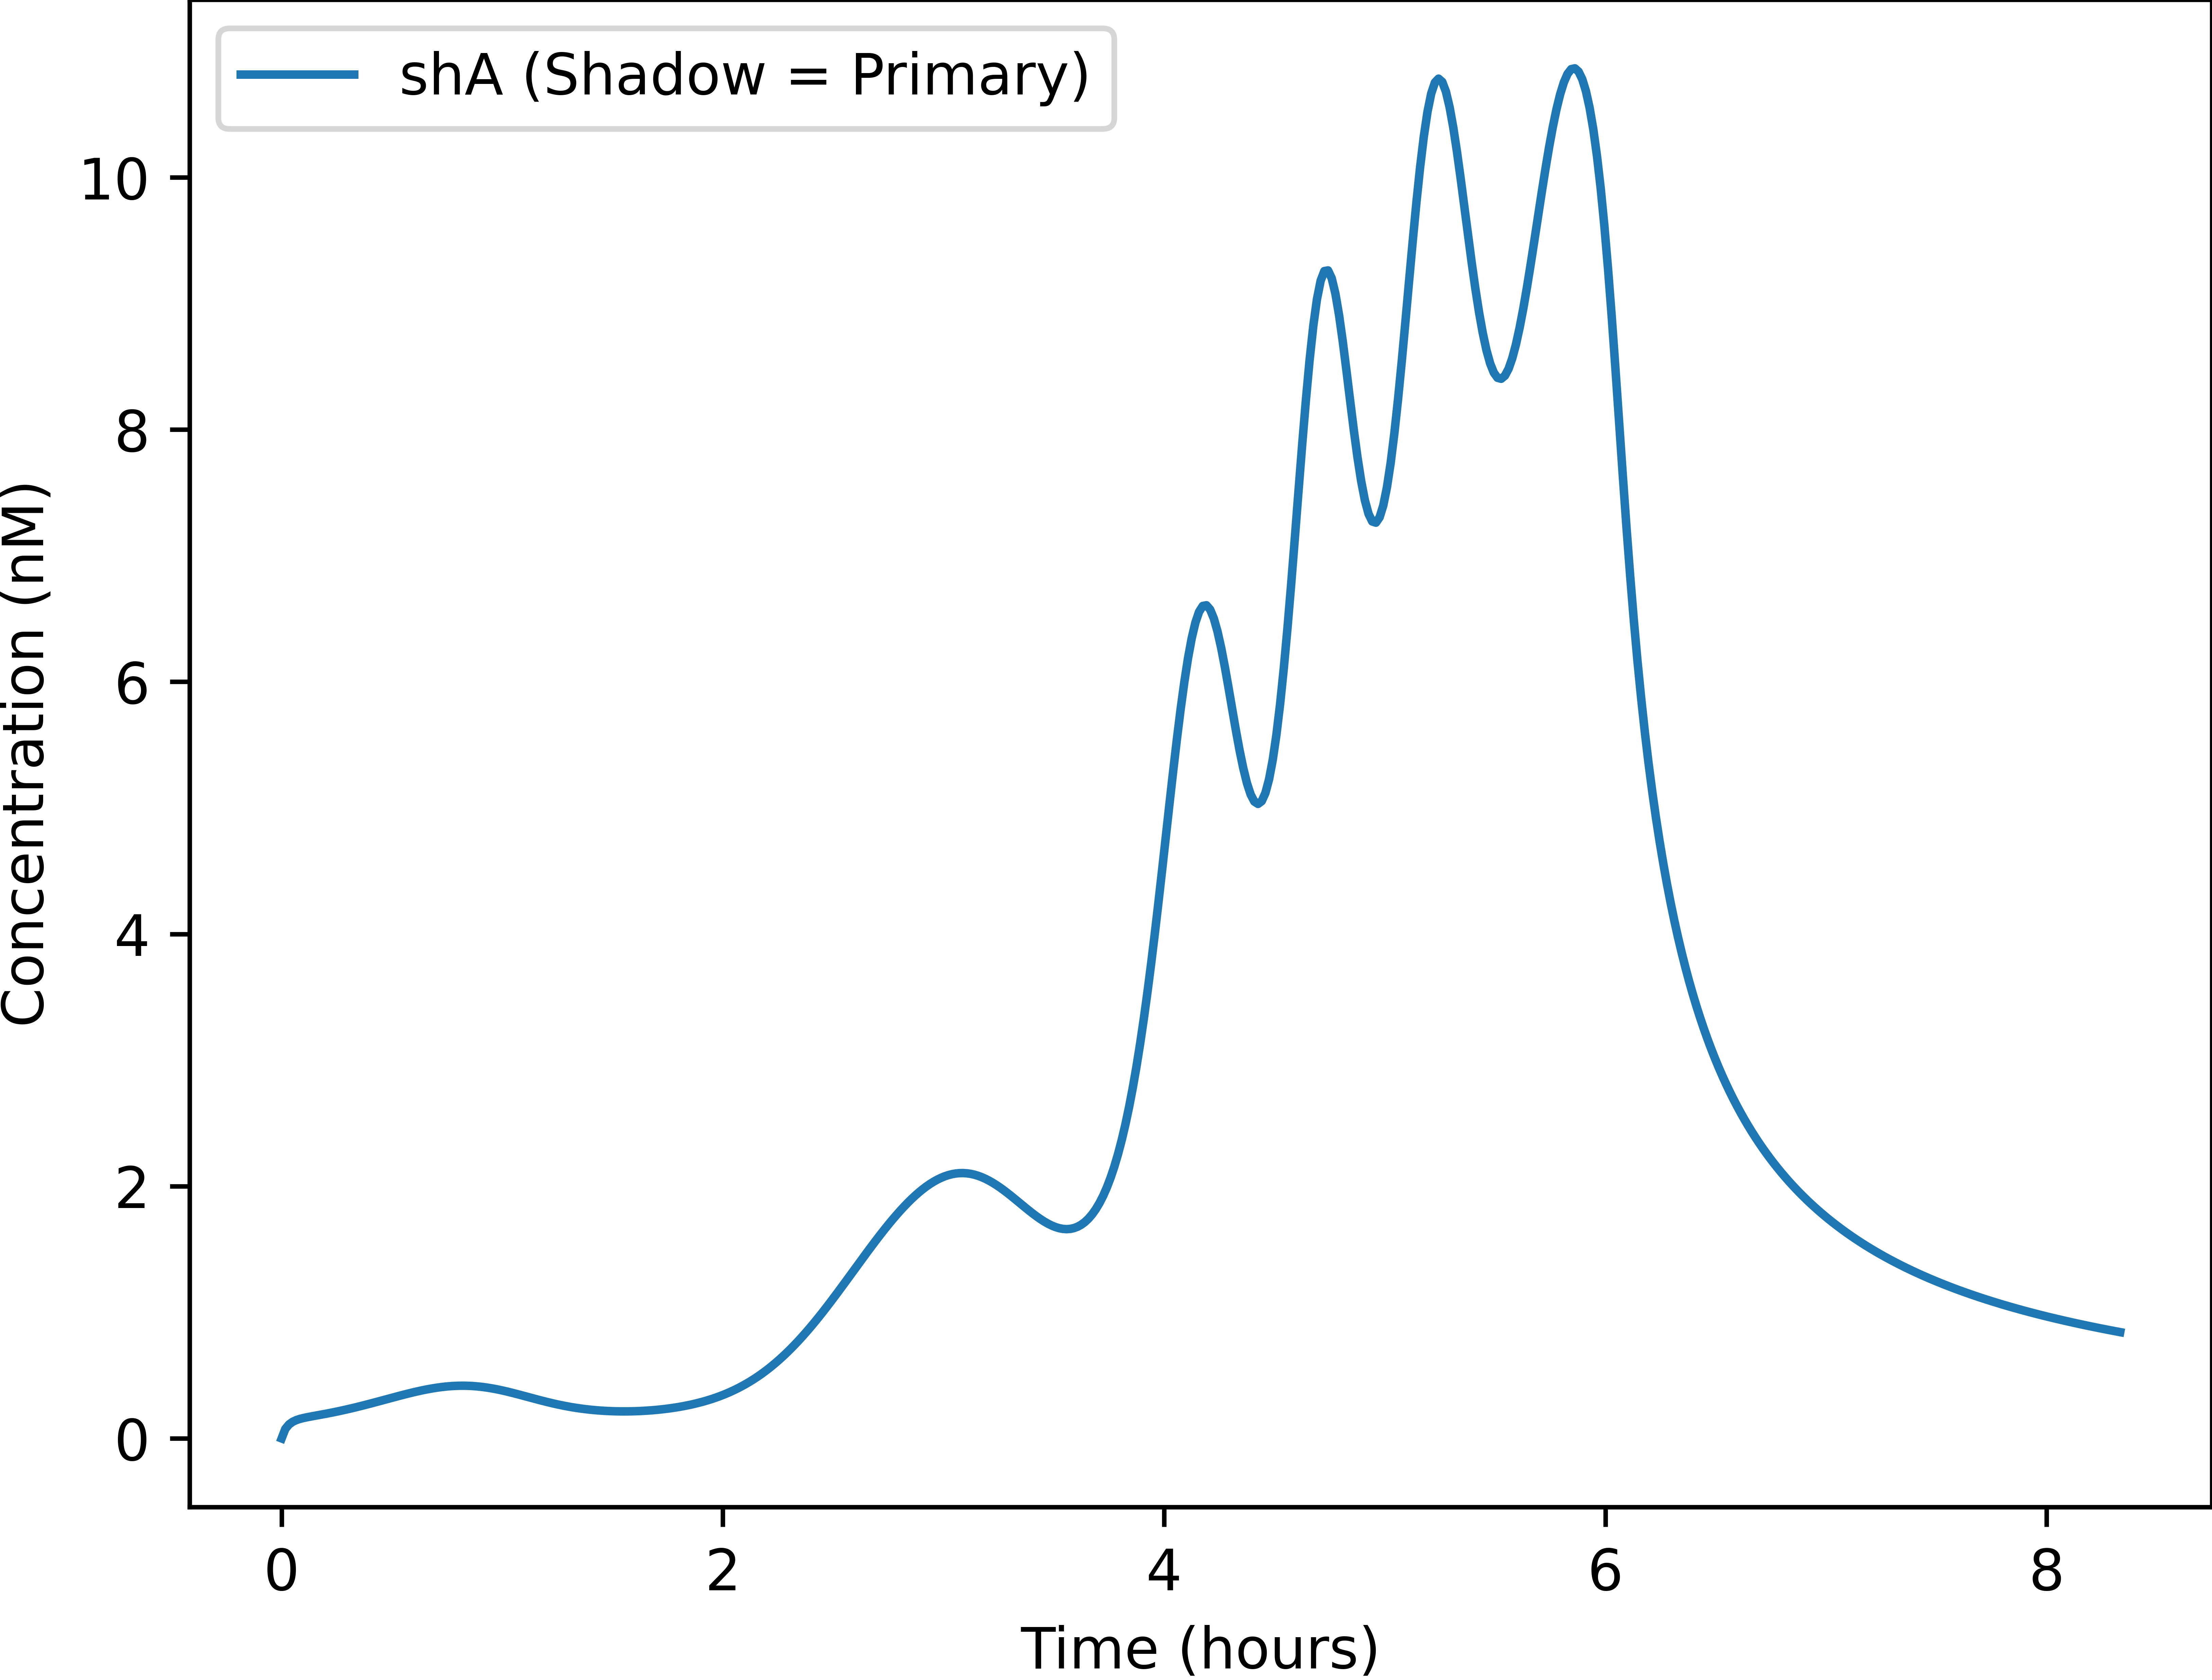 shA (Shadow = Primary)
10
8
6
4
2
0
Concentration (nM)
0 2 4 6 8
Time (hours)